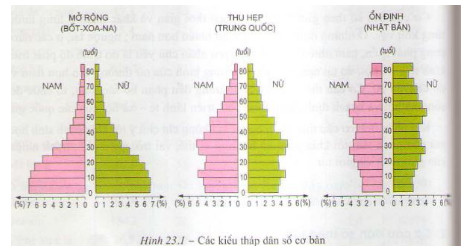 MỞ RỘNG
(BỐT-XOA-NA)
THU HẸP
(TRUNG QUỐC)
ỔN ĐỊNH
(NHẬT BẢN)
(tuổi)
(tuổi)
(tuổi)
NAM
80
NỮ
NAM
80
NỮ
NAM
80
NỮ
70
70
70
60
60
60
50
50
50
40
40
40
30
30
30
20
20
20
10
10
10
0
0
0
(%) 6 5 4 3 2 1 0
0 1 2 3 4 5 6 7 (%)
(%) 6 5 4 3 2 1 0
0 1 2 3 4 5 6 (%)
(%) 6 5 4 3 2 1 0
0 1 2 3 4 5 6 (%)
Hình 23.1 – Các kiểu tháp dân số cơ bản